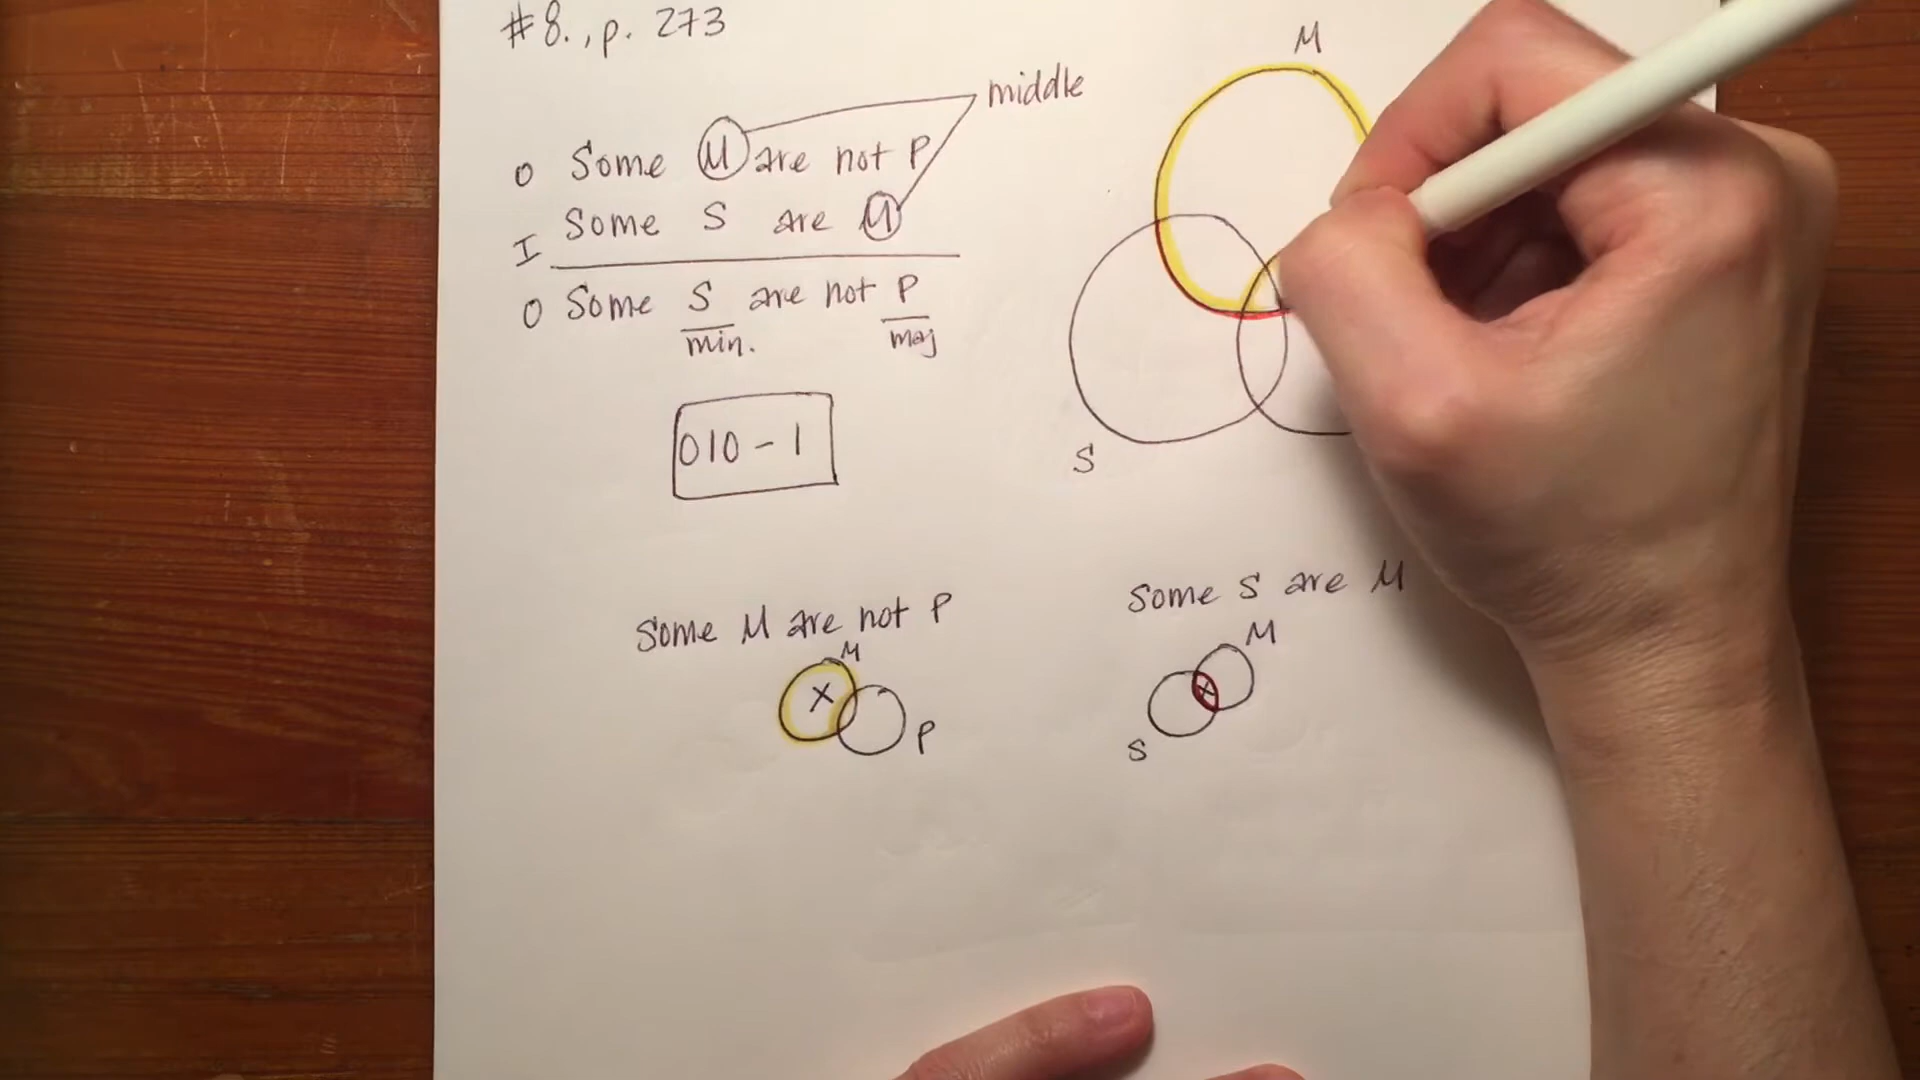 #8., p. 273
M
middle
O Some M are not P
I Some S are M
O Some S are not P
min. maj
OIO - 1
S
Some M are not P
M
P
Some S are M
M
S